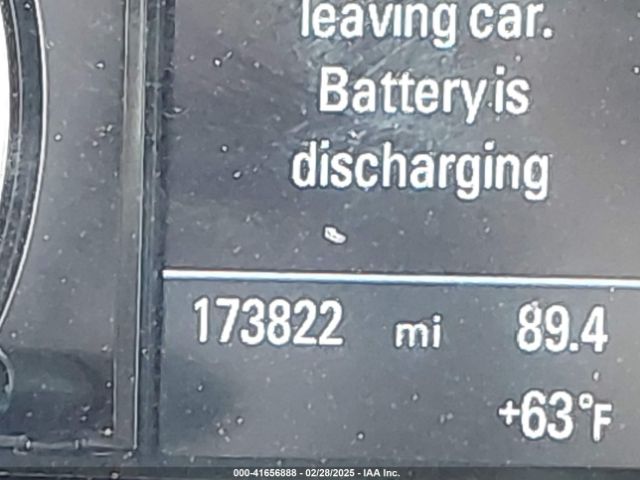 leaving car.
Battery is
discharging
173822 mi 89.4
+63°F
000-41656888 - 02/28/2025 - IAA Inc.